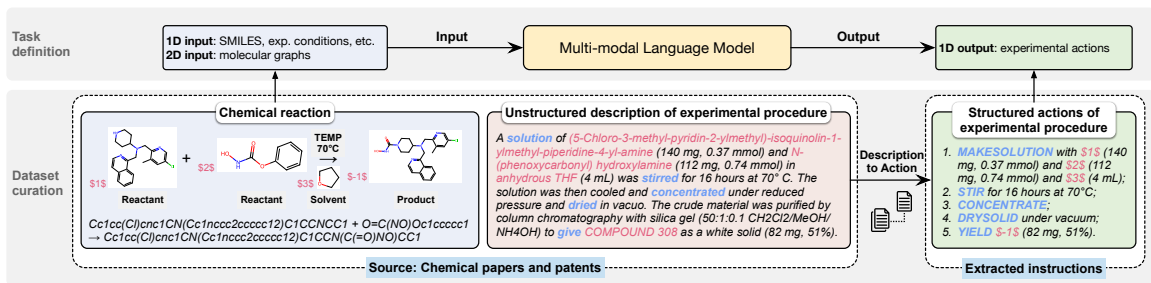 Task
definition
1D input: SMILES, exp. conditions, etc.
2D input: molecular graphs
Input
Multi-modal Language Model
Output
1D output: experimental actions
Dataset
curation
Chemical reaction
$1$
Reactant
+
$2$
Reactant
TEMP
70°C
$3$
Solvent
$-1$
Product
Cc1cc(Cl)cnc1CN(Cc1nccc2ccccc12)C1CCNCC1 + O=C(NO)Oc1ccccc1
→ Cc1cc(Cl)cnc1CN(Cc1nccc2ccccc12)C1CCN(C(=O)NO)CC1
Unstructured description of experimental procedure
A solution of (5-Chloro-3-methyl-pyridin-2-ylmethyl)-isoquinolin-1-
ylmethyl-piperidine-4-yl-amine (140 mg, 0.37 mmol) and N-
(phenoxycarbonyl) hydroxylamine (112 mg, 0.74 mmol) in
anhydrous THF (4 mL) was stirred for 16 hours at 70° C. The
solution was then cooled and concentrated under reduced
pressure and dried in vacuo. The crude material was purified by
column chromatography with silica gel (50:1:0.1 CH2Cl2/MeOH/
NH4OH) to give COMPOUND 308 as a white solid (82 mg, 51%).
Description
to Action
Structured actions of
experimental procedure
1. MAKESOLUTION with $1$ (140
mg, 0.37 mmol) and $2$ (112
mg, 0.74 mmol) and $3$ (4 mL);
2. STIR for 16 hours at 70°C;
3. CONCENTRATE;
4. DRYSOLID under vacuum;
5. YIELD $-1$ (82 mg, 51%).
Source: Chemical papers and patents
Extracted instructions